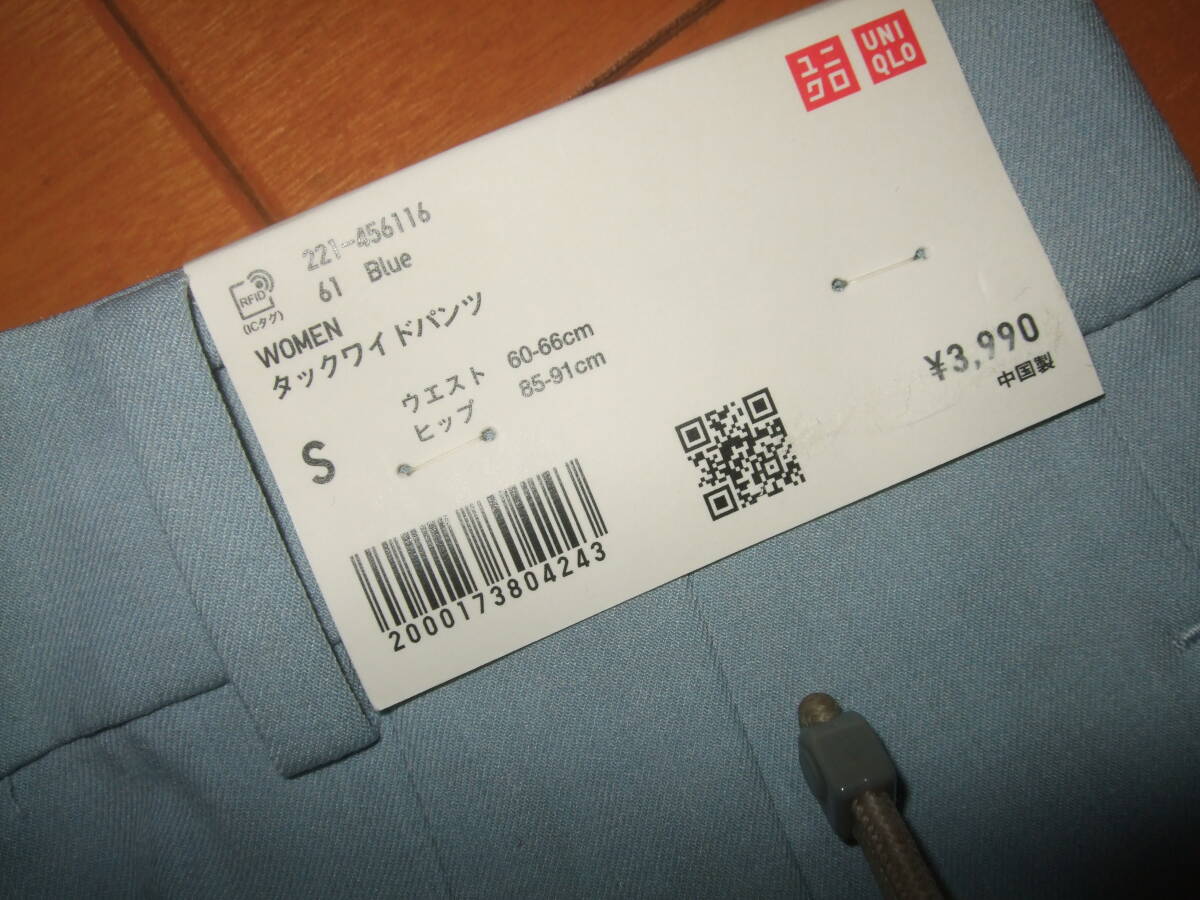 ユニクロ
UNIQLO
221-456116
61 Blue
RFID
(ICタグ)
WOMEN
タックワイドパンツ
ウエスト 60-66cm
ヒップ 85-91cm
S
¥3,990
中国製
2000173804243